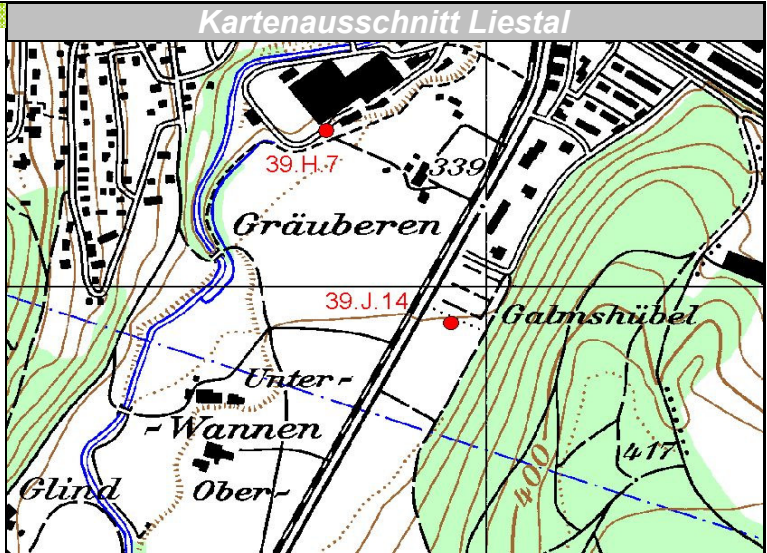 Kartenausschnitt Liestal
39.H.7
339
Gräuberen
39.J.14
Galmshübel
Unter-
-Wannen
417
Glind
Ober-
400